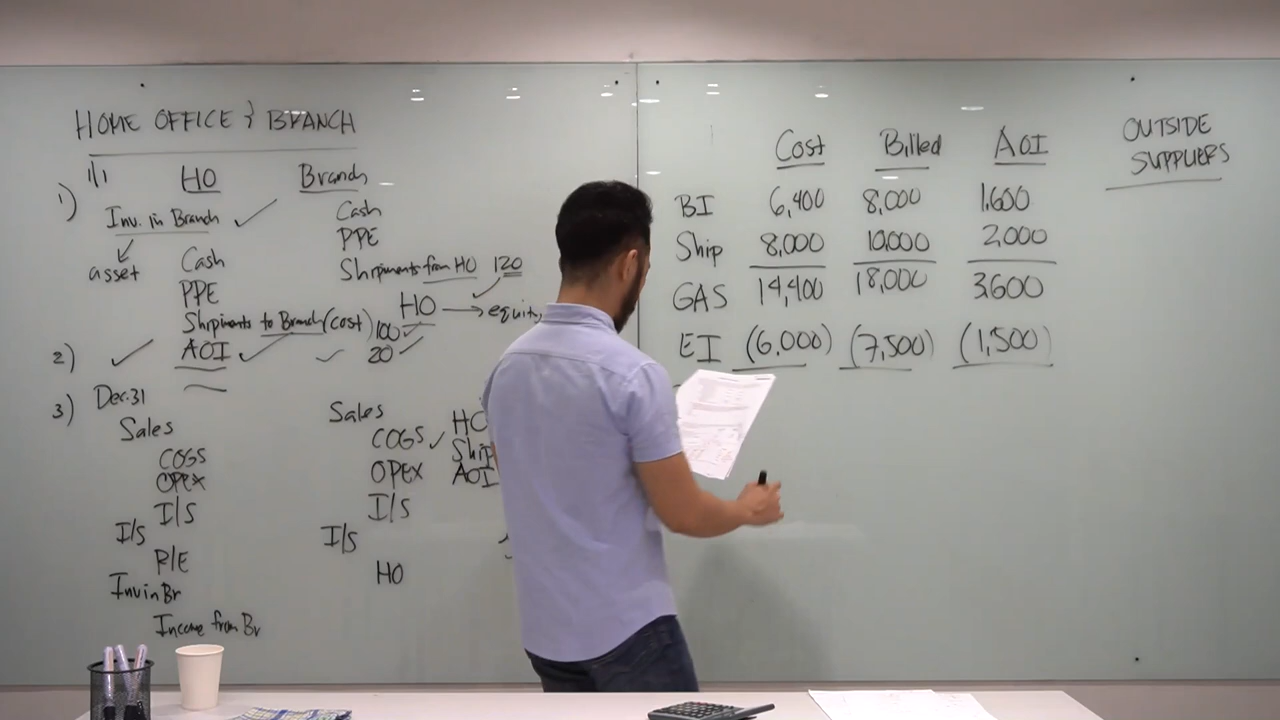 HOME OFFICE & BRANCH
1/1 HO Branch
1) Inv. in Branch ✓ Cash
PPE
asset Cash Shipments from HO 120
PPE HO → equity
Shipments to Branch (cost) 100 ✓
2) ✓ AOI ✓ 20 ✓
3) Dec. 31
Sales Sales
COGS COGS ✓ HO
OPEX OPEX Ship
AOI
I/S I/S
I/S I/S
R/E HO
Inv in Br
Income from Br
Cost Billed AOI
BI 6,400 8,000 1,600
Ship 8,000 10,000 2,000
GAS 14,400 18,000 3,600
EI (6,000) (7,500) (1,500)
OUTSIDE
SUPPLIERS